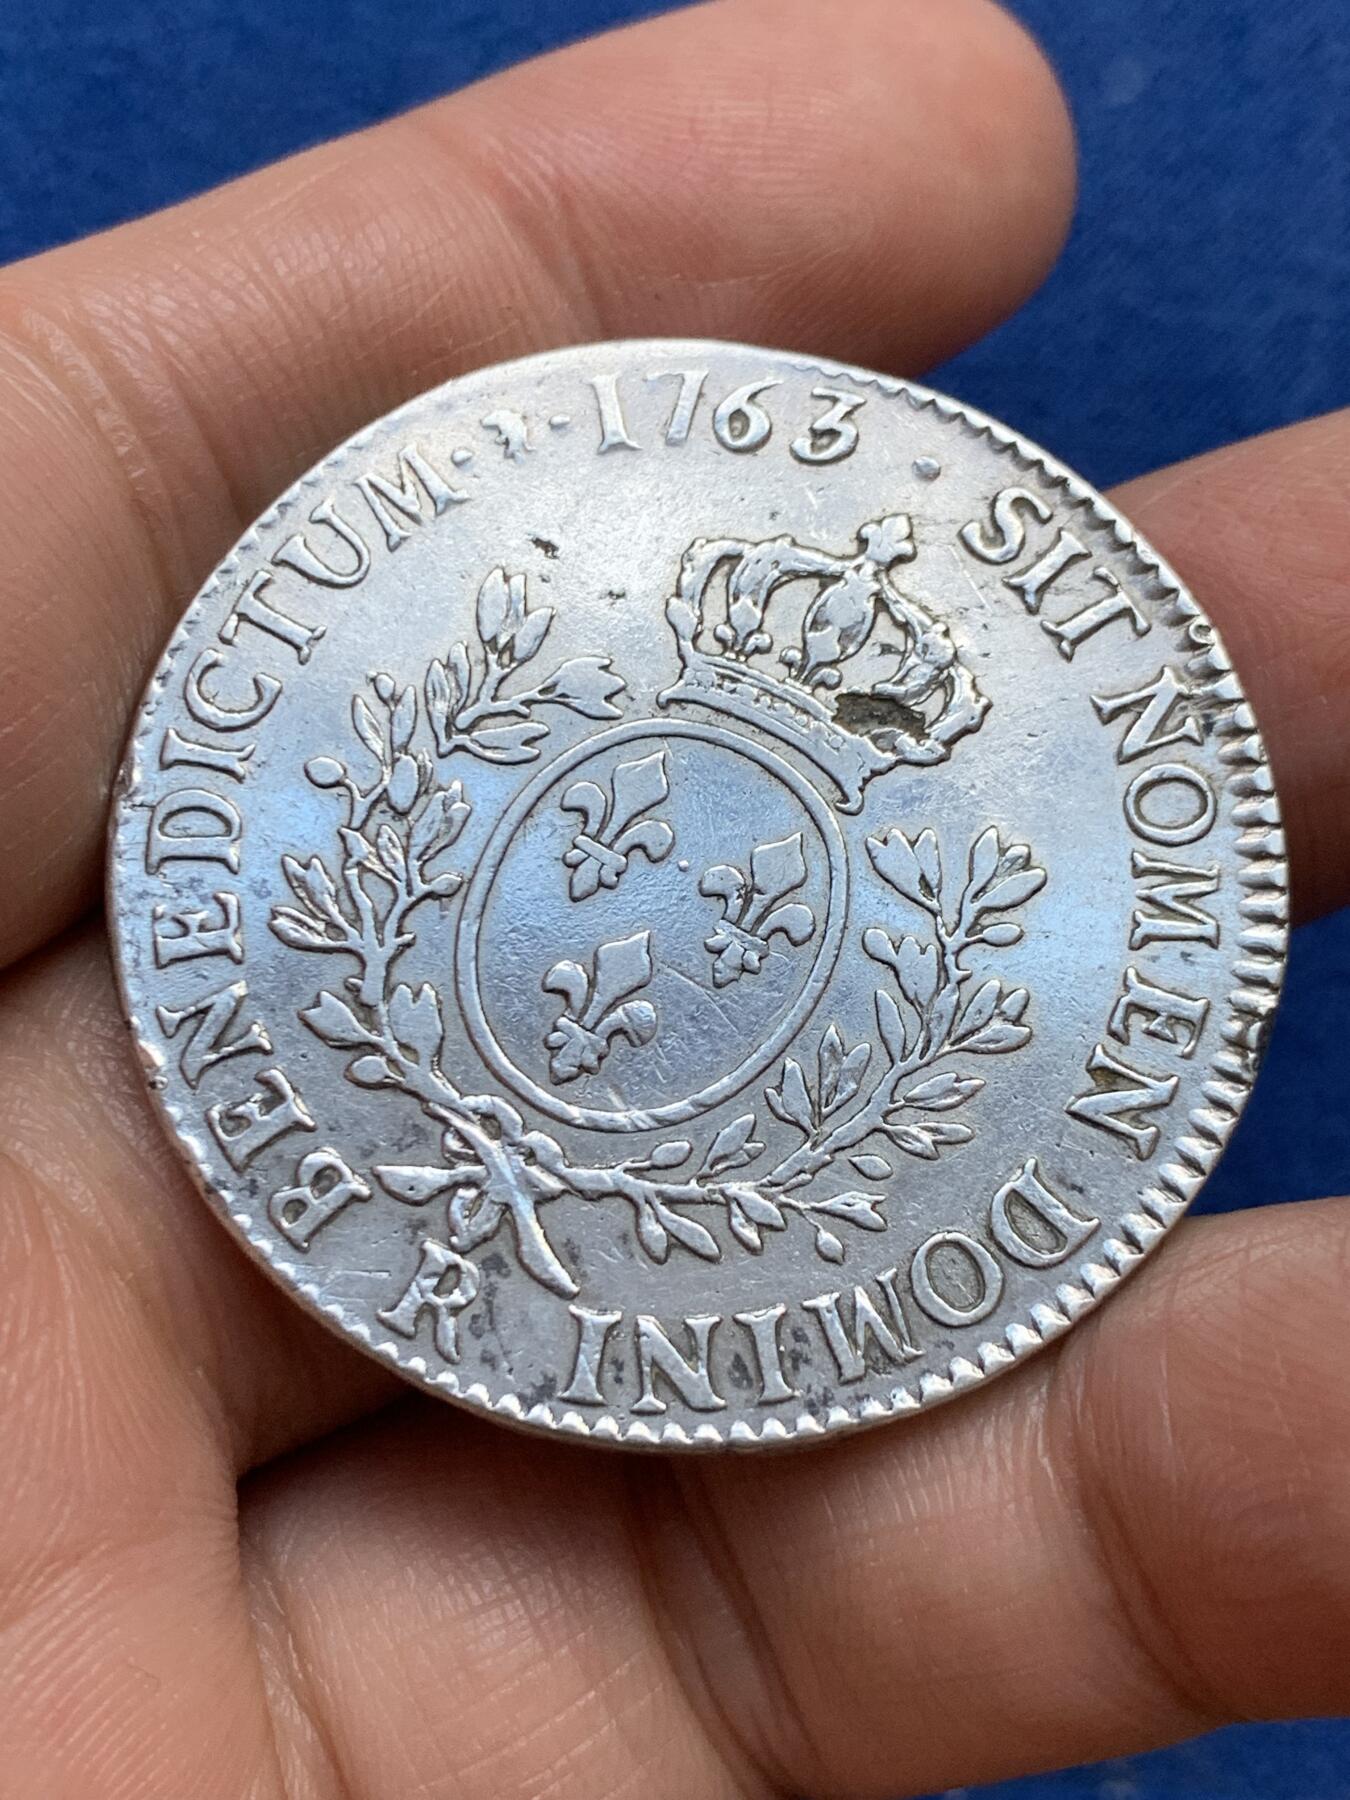 SIT NOMEN DOMINI R BENEDICTUM · · 1763 ·